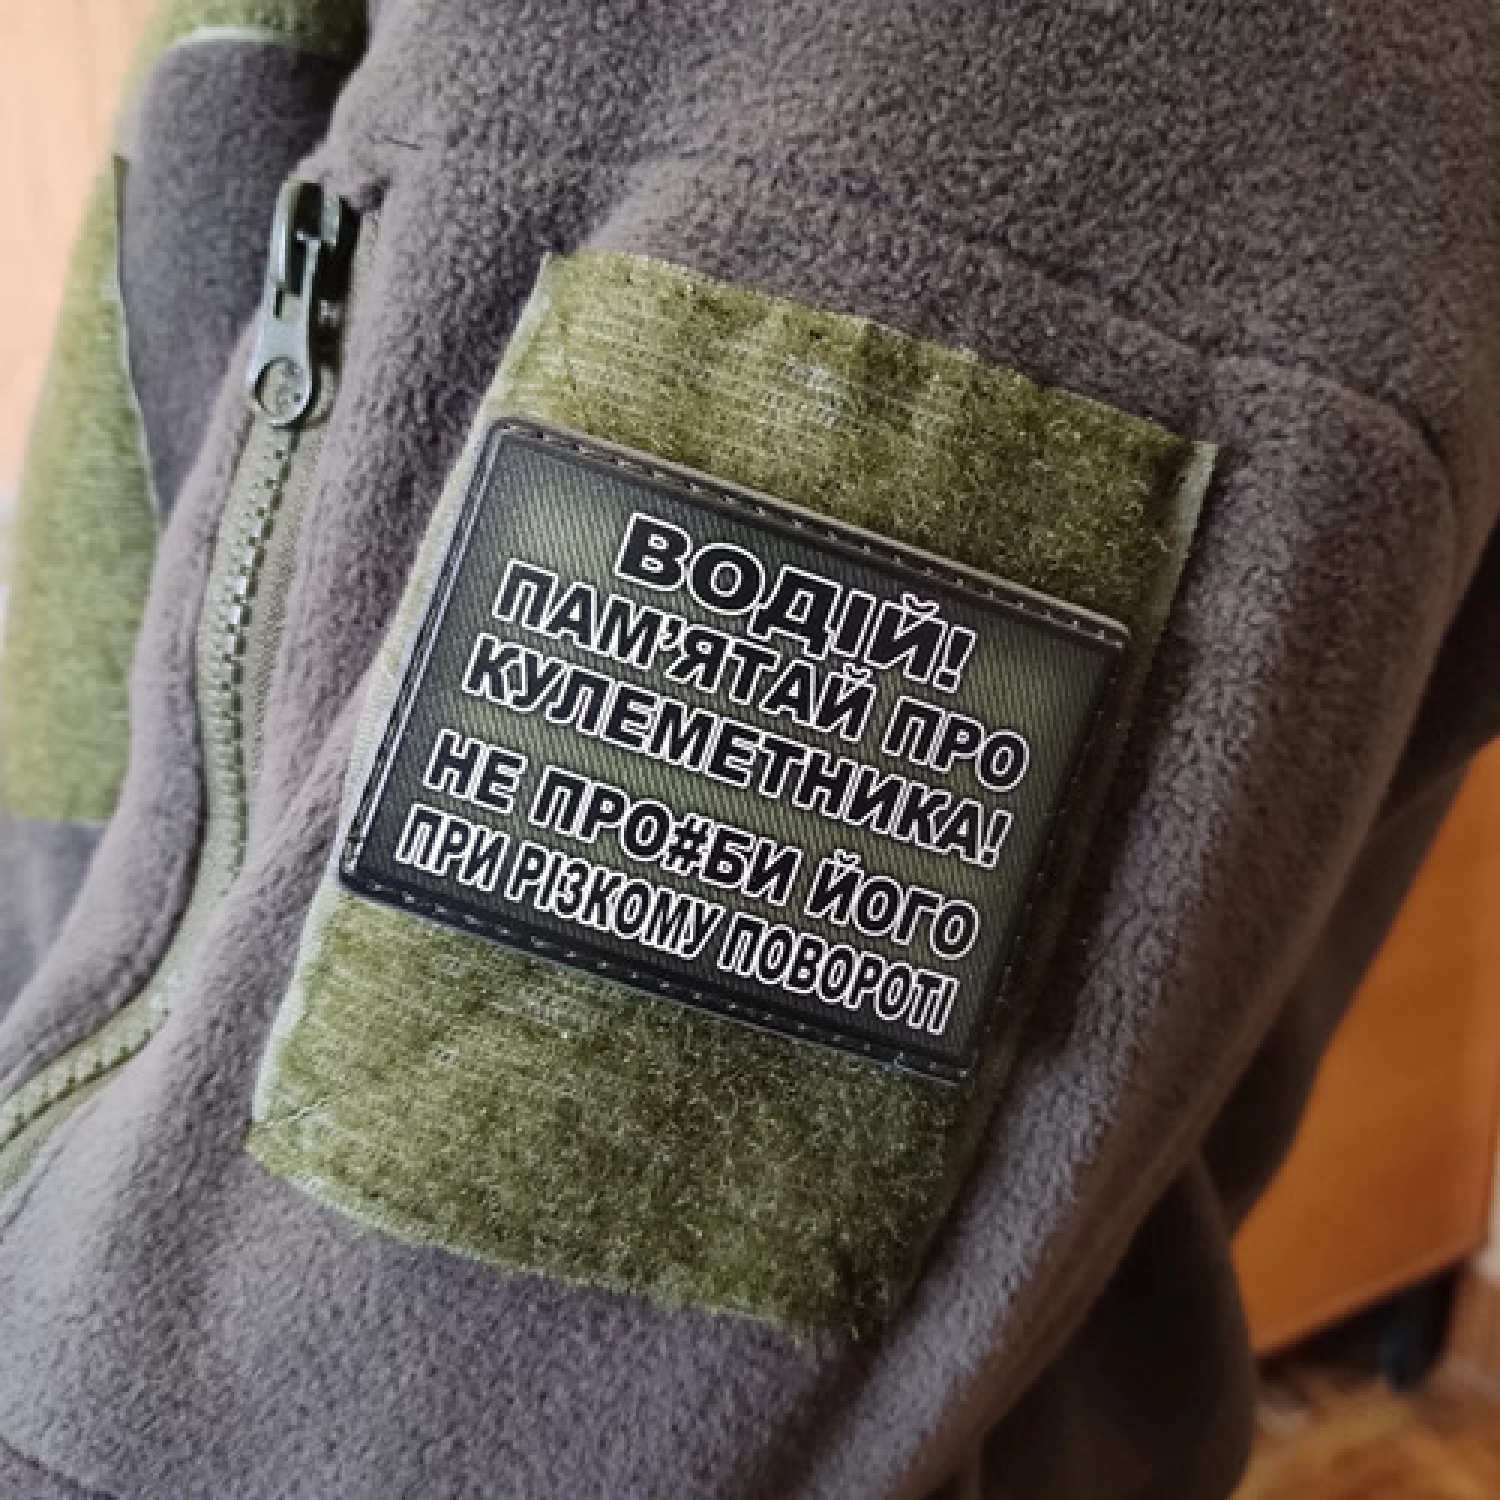 ВОДІЙ!
ПАМ'ЯТАЙ ПРО
КУЛЕМЕТНИКА!
НЕ ПРО#БИ ЙОГО
ПРИ РІЗКОМУ ПОВОРОТІ